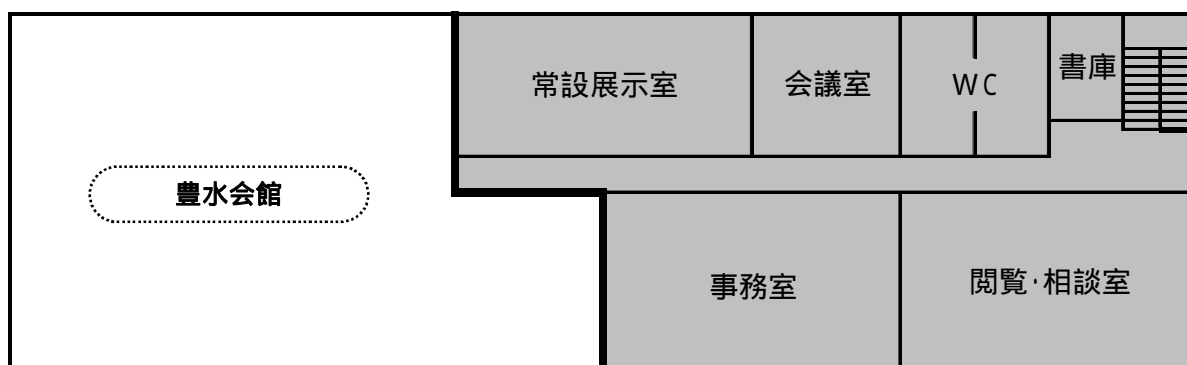 常設展示室
会議室
WC
書庫
豊水会館
事務室
閲覧・相談室